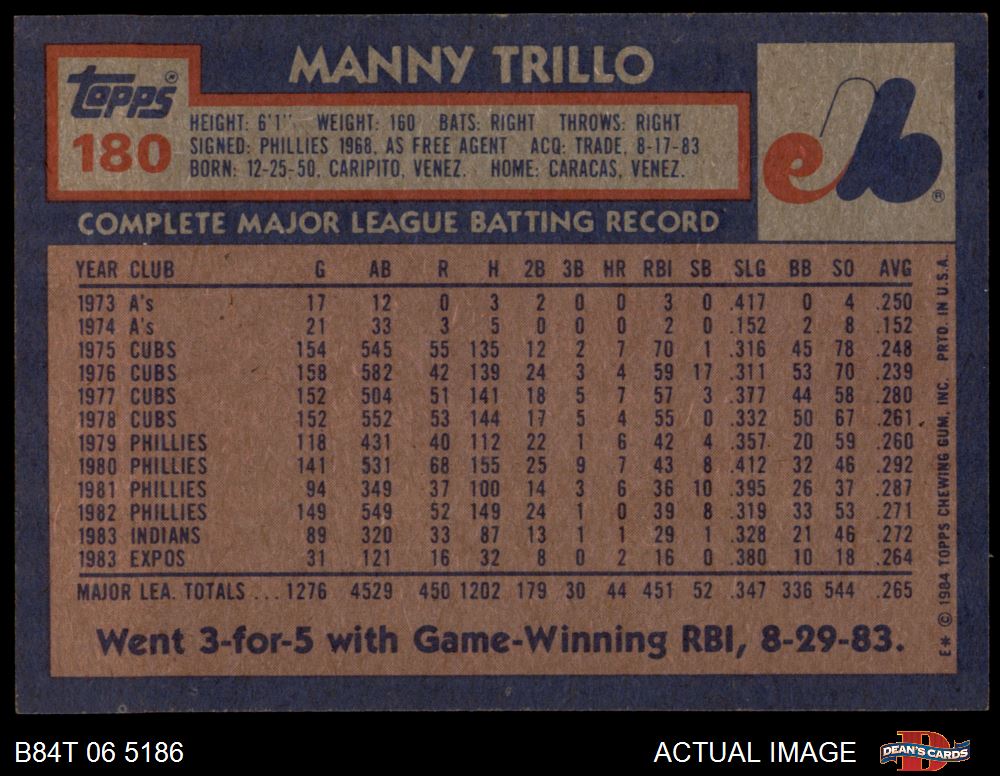 MANNY TRILLO
Topps®
180
HEIGHT: 6'1" WEIGHT: 160 BATS: RIGHT THROWS: RIGHT
SIGNED: PHILLIES 1968, AS FREE AGENT ACQ: TRADE, 8-17-83
BORN: 12-25-50, CARIPITO, VENEZ. HOME: CARACAS, VENEZ.
eb®
COMPLETE MAJOR LEAGUE BATTING RECORD
YEAR CLUB G AB R H 2B 3B HR RBI SB SLG BB SO AVG
1973 A's 17 12 0 3 2 0 0 3 0 .417 0 4 .250
1974 A's 21 33 3 5 0 0 0 2 0 .152 2 8 .152
1975 CUBS 154 545 55 135 12 2 7 70 1 .316 45 78 .248
1976 CUBS 158 582 42 139 24 3 4 59 17 .311 53 70 .239
1977 CUBS 152 504 51 141 18 5 7 57 3 .377 44 58 .280
1978 CUBS 152 552 53 144 17 5 4 55 0 .332 50 67 .261
1979 PHILLIES 118 431 40 112 22 1 6 42 4 .357 20 59 .260
1980 PHILLIES 141 531 68 155 25 9 7 43 8 .412 32 46 .292
1981 PHILLIES 94 349 37 100 14 3 6 36 10 .395 26 37 .287
1982 PHILLIES 149 549 52 149 24 1 0 39 8 .319 33 53 .271
1983 INDIANS 89 320 33 87 13 1 1 29 1 .328 21 46 .272
1983 EXPOS 31 121 16 32 8 0 2 16 0 .380 10 18 .264
MAJOR LEA. TOTALS ... 1276 4529 450 1202 179 30 44 451 52 .347 336 544 .265
Went 3-for-5 with Game-Winning RBI, 8-29-83.
E* © 1984 TOPPS CHEWING GUM, INC. PRTD. IN U.S.A.
B84T 06 5186
ACTUAL IMAGE
D
DEAN'S CARDS